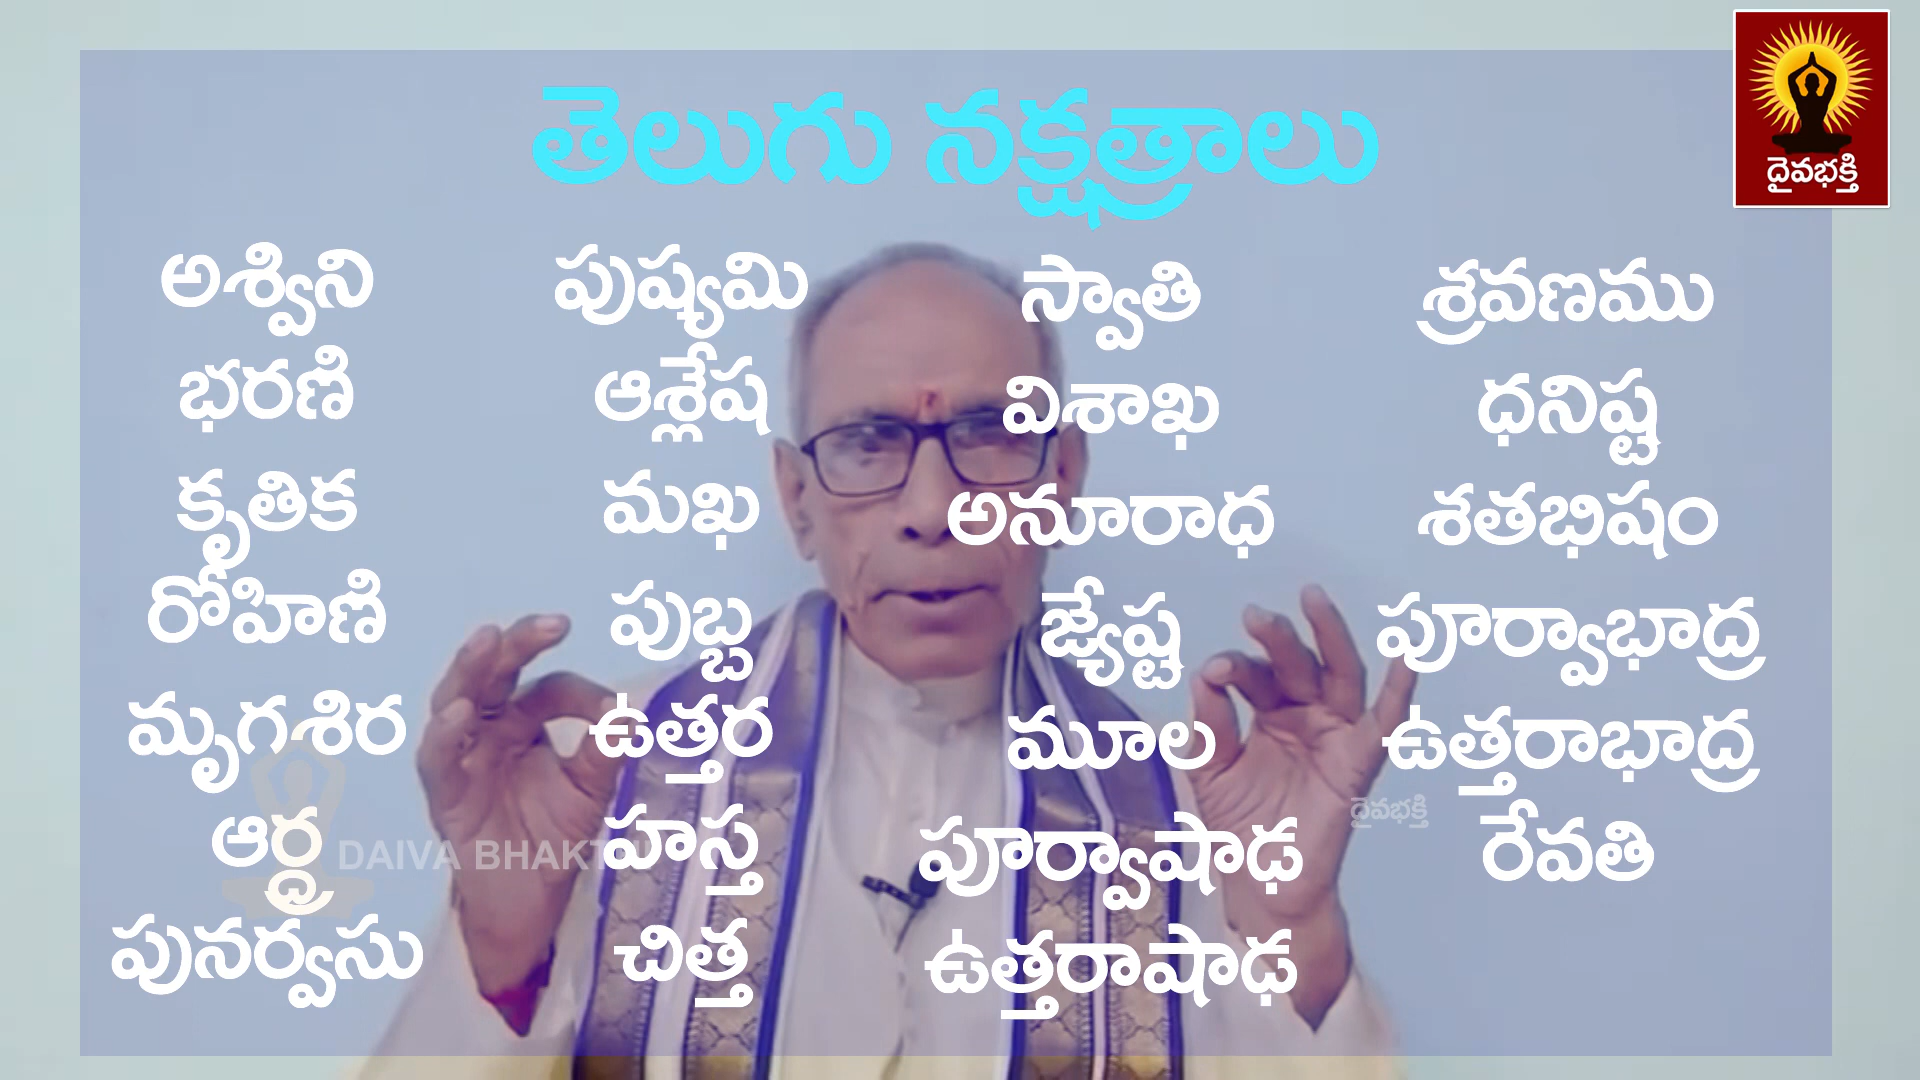 తెలుగు నక్షత్రాలు
దైవభక్తి
అశ్విని
భరణి
కృతిక
రోహిణి
మృగశిర
ఆర్ద్ర
పునర్వసు
పుష్యమి
ఆశ్లేష
మఖ
పుబ్బ
ఉత్తర
హస్త
చిత్త
స్వాతి
విశాఖ
అనూరాధ
జ్యేష్ట
మూల
పూర్వాషాఢ
ఉత్తరాషాఢ
శ్రవణము
ధనిష్ట
శతభిషం
పూర్వాభాద్ర
ఉత్తరాభాద్ర
రేవతి
DAIVA BHAKTHI
దైవభక్తి